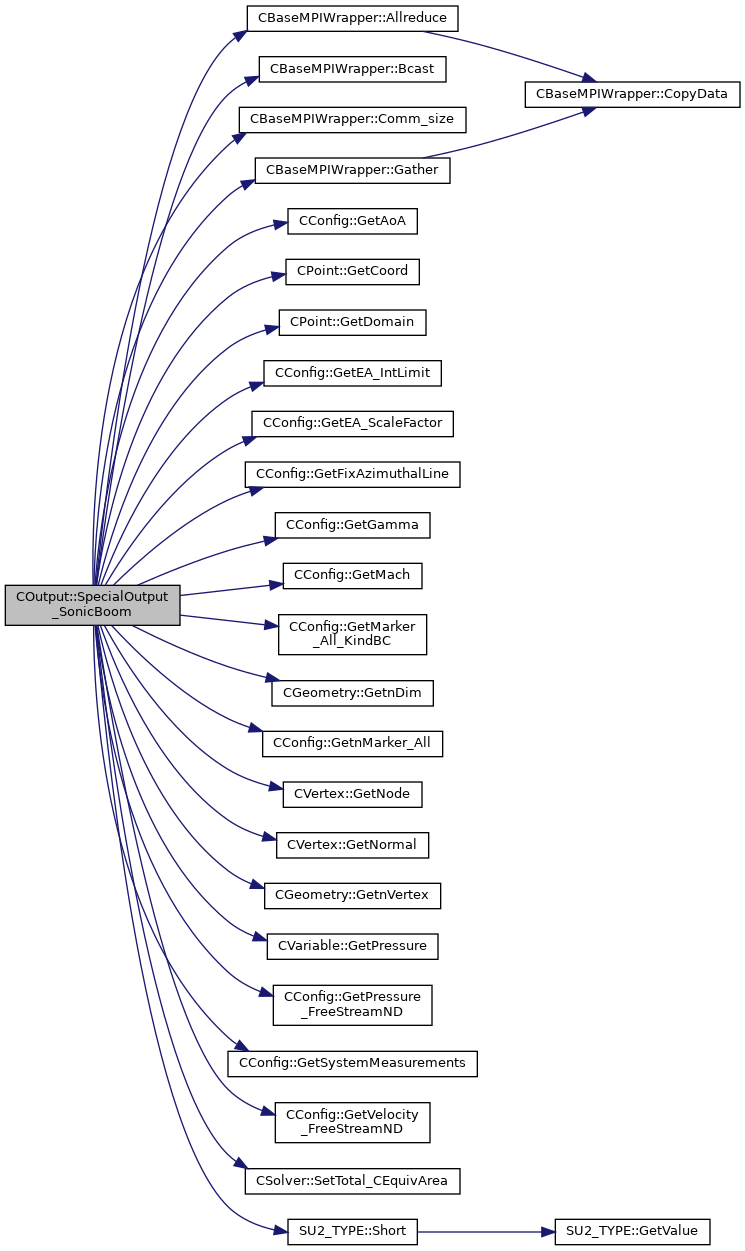 CBaseMPIWrapper::Allreduce
CBaseMPIWrapper::Bcast
CBaseMPIWrapper::CopyData
CBaseMPIWrapper::Comm_size
CBaseMPIWrapper::Gather
CConfig::GetAoA
CPoint::GetCoord
CPoint::GetDomain
CConfig::GetEA_IntLimit
CConfig::GetEA_ScaleFactor
CConfig::GetFixAzimuthalLine
CConfig::GetGamma
CConfig::GetMach
COutput::SpecialOutput
_SonicBoom
CConfig::GetMarker
_All_KindBC
CGeometry::GetnDim
CConfig::GetnMarker_All
CVertex::GetNode
CVertex::GetNormal
CGeometry::GetnVertex
CVariable::GetPressure
CConfig::GetPressure
_FreeStreamND
CConfig::GetSystemMeasurements
CConfig::GetVelocity
_FreeStreamND
CSolver::SetTotal_CEquivArea
SU2_TYPE::Short
SU2_TYPE::GetValue